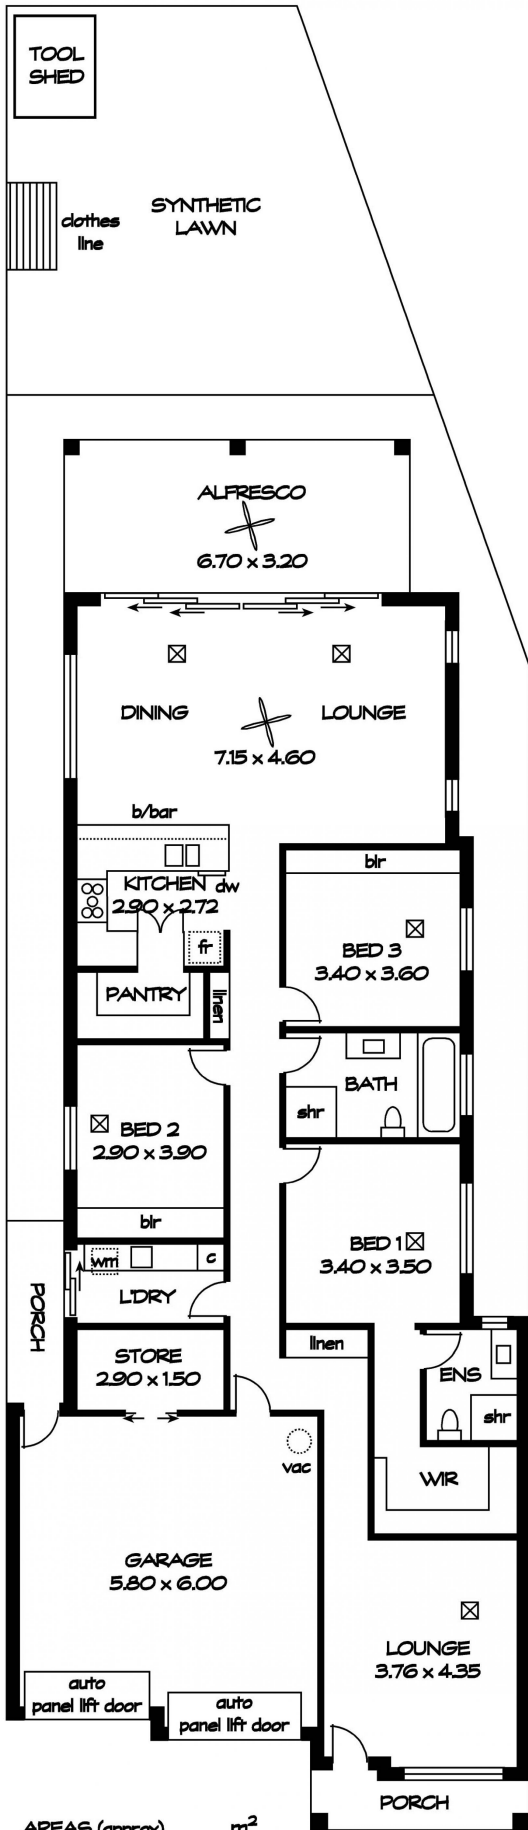 TOOL
SHED
clothes
line
SYNTHETIC
LAWN
ALFRESCO
6.70 x 3.20
DINING
LOUNGE
7.15 x 4.60
b/bar
KITCHEN
dw
2.90 x 2.72
fr
blr
BED 3
3.40 x 3.60
PANTRY
linen
BATH
shr
BED 2
2.90 x 3.90
blr
BED 1
3.40 x 3.50
wm
c
L'DRY
PORCH
STORE
2.90 x 1.50
linen
ENS
shr
vac
WIR
GARAGE
5.80 x 6.00
LOUNGE
3.76 x 4.35
auto
panel lift door
auto
panel lift door
PORCH
AREAS (approx) m²